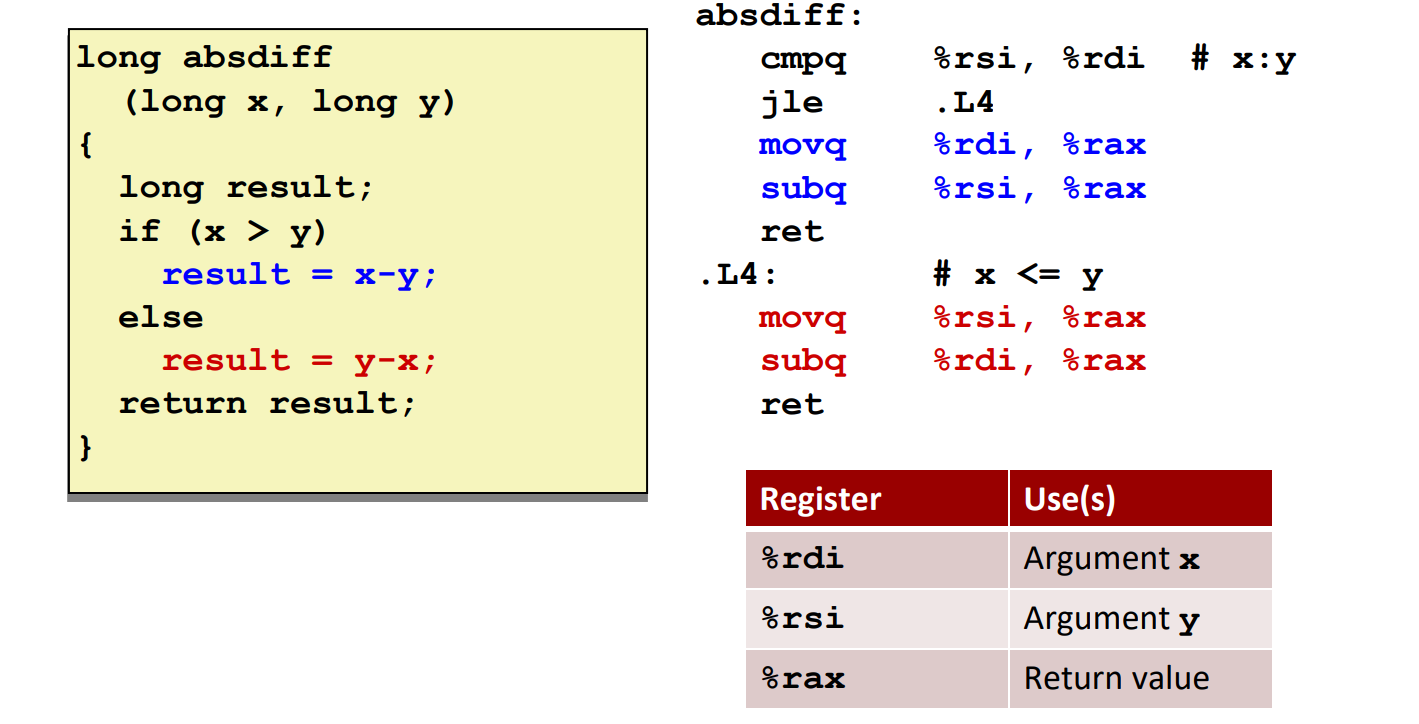 long absdiff
(long x, long y)
{
long result;
if (x > y)
result = x-y;
else
result = y-x;
return result;
}
absdiff:
cmpq %rsi, %rdi # x:y
jle .L4
movq %rdi, %rax
subq %rsi, %rax
ret
.L4: # x <= y
movq %rsi, %rax
subq %rdi, %rax
ret
Register Use(s)
%rdi Argument x
%rsi Argument y
%rax Return value